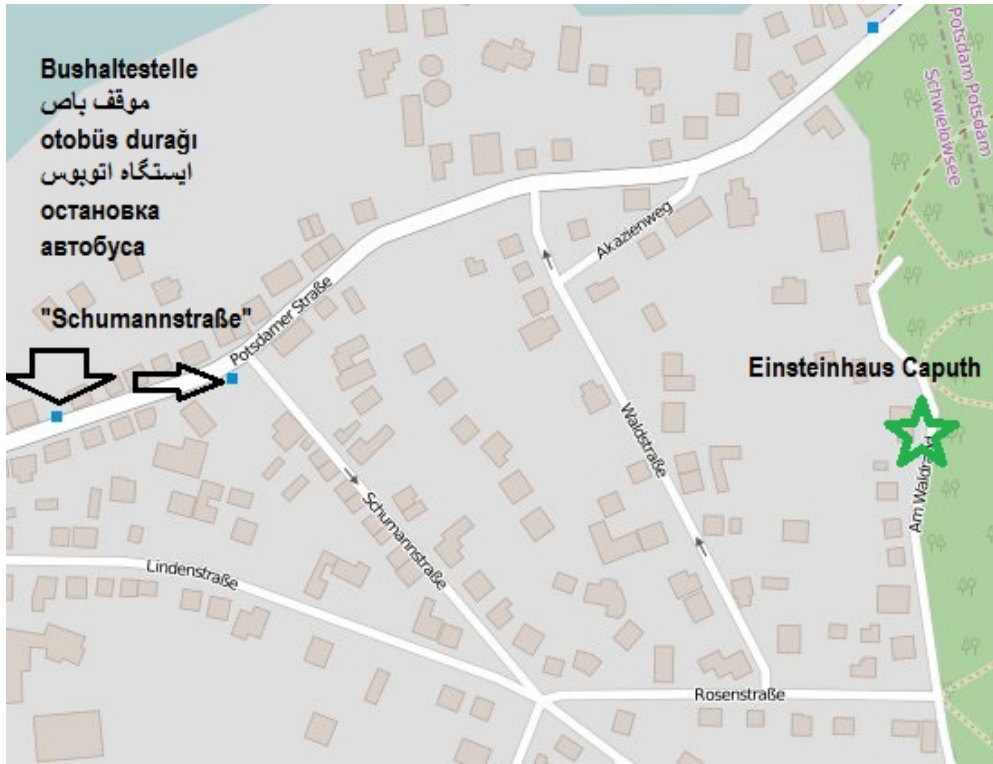 Bushaltestelle
موقف باص
otobüs durağı
ایستگاه اتوبوس
остановка
автобуса
"Schumannstraße"
Potsdam Potsdam
Schwielowsee
Akazienweg
Potsdamer Straße
Einsteinhaus Caputh
Waldstraße
Am Waldra
Schumannstraße
Lindenstraße
Rosenstraße